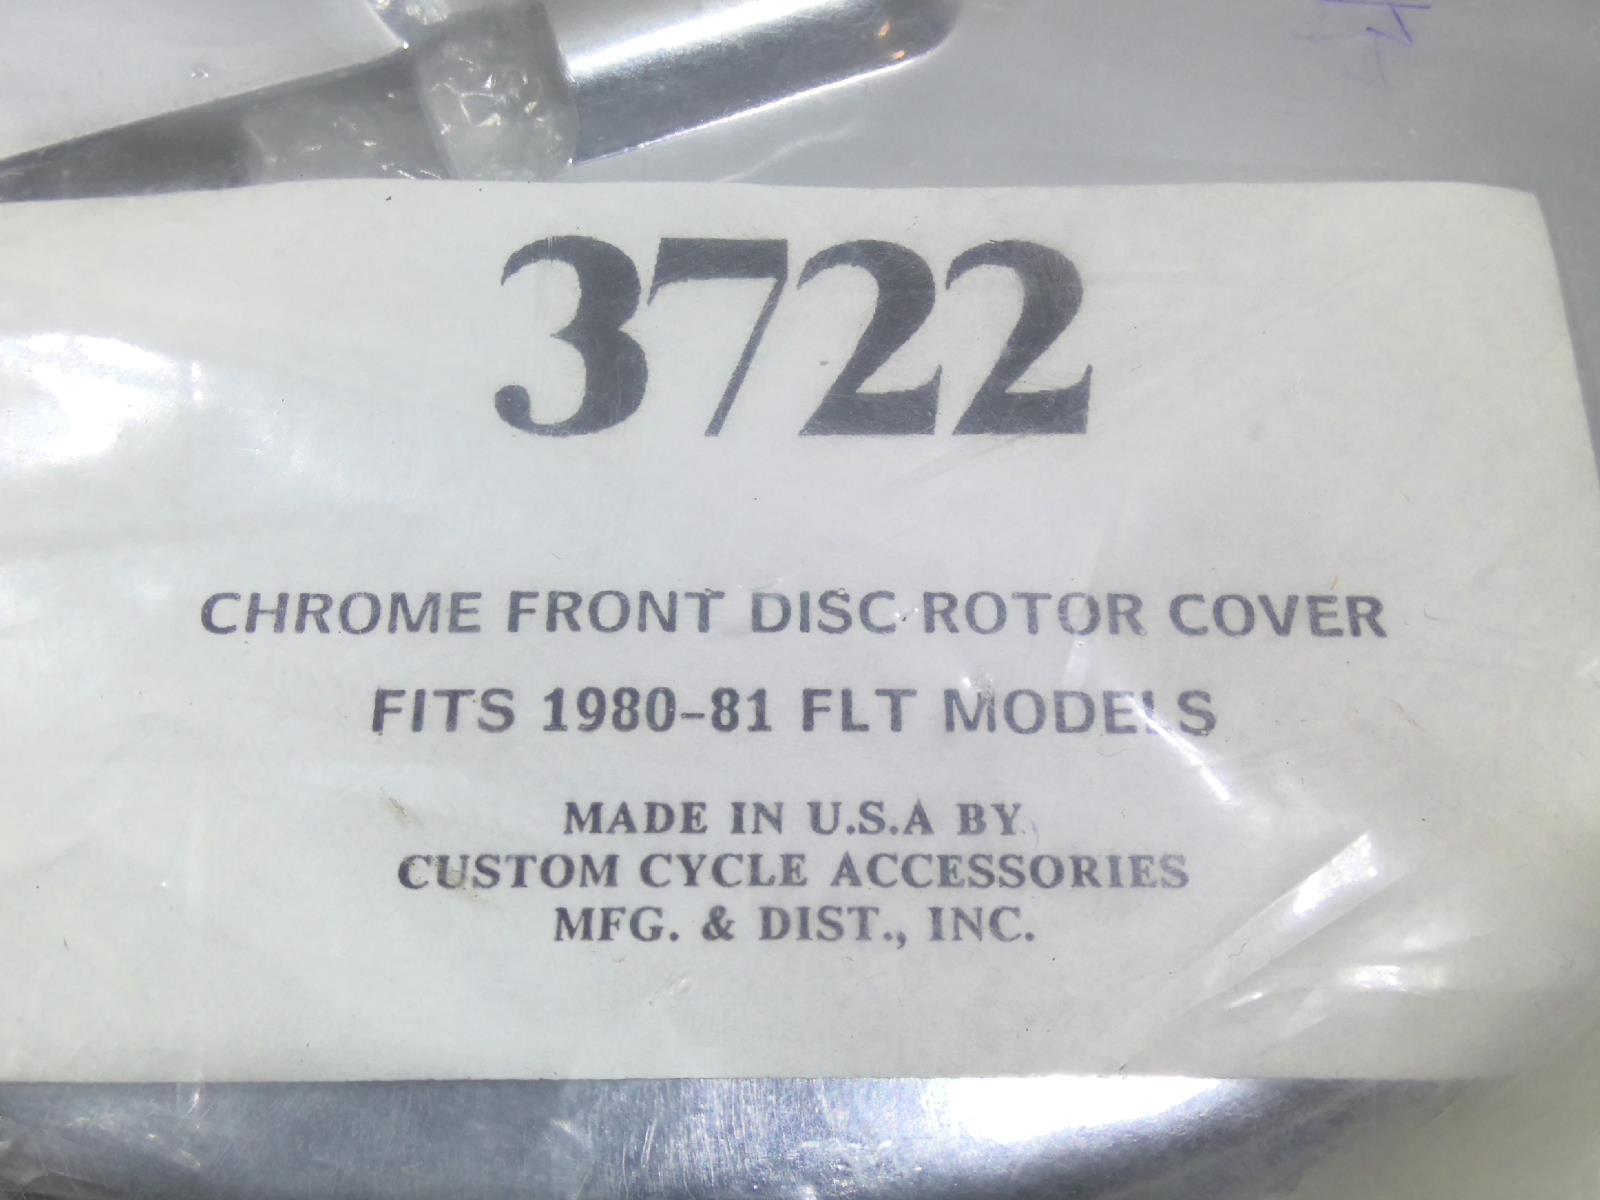 3722
CHROME FRONT DISC ROTOR COVER
FITS 1980-81 FLT MODELS
MADE IN U.S.A BY
CUSTOM CYCLE ACCESSORIES
MFG. & DIST., INC.